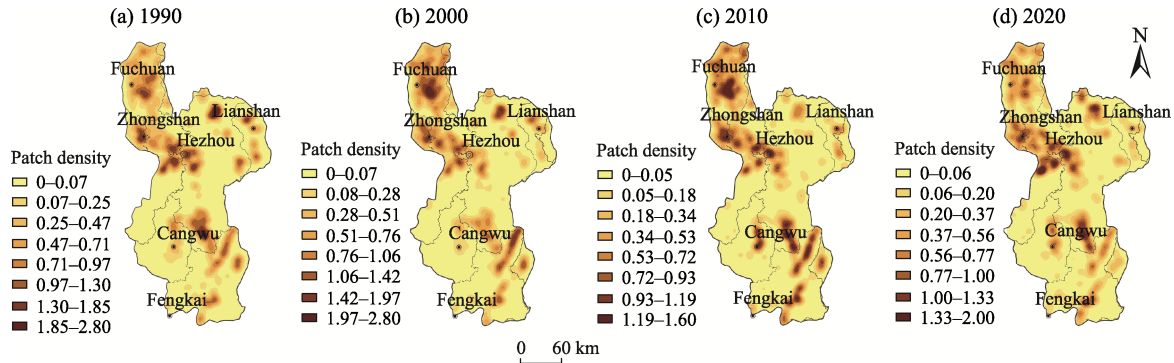 (a) 1990
Fuchuan
Lianshan
Zhongshan
Hezhou
Cangwu
Fengkai
Patch density
0–0.07
0.07–0.25
0.25–0.47
0.47–0.71
0.71–0.97
0.97–1.30
1.30–1.85
1.85–2.80
(b) 2000
Fuchuan
Lianshan
Zhongshan
Hezhou
Cangwu
Fengkai
Patch density
0–0.07
0.08–0.28
0.28–0.51
0.51–0.76
0.76–1.06
1.06–1.42
1.42–1.97
1.97–2.80
(c) 2010
Fuchuan
Lianshan
Zhongshan
Hezhou
Cangwu
Fengkai
Patch density
0–0.05
0.05–0.18
0.18–0.34
0.34–0.53
0.53–0.72
0.72–0.93
0.93–1.19
1.19–1.60
(d) 2020
N
Fuchuan
Lianshan
Zhongshan
Hezhou
Cangwu
Fengkai
Patch density
0–0.06
0.06–0.20
0.20–0.37
0.37–0.56
0.56–0.77
0.77–1.00
1.00–1.33
1.33–2.00
0 60 km